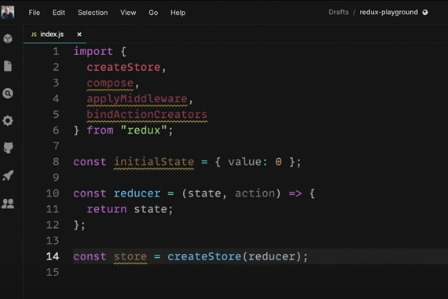 File Edit Selection View Go Help Drafts / redux-playground
JS index.js ×
1 import {
2 createStore,
3 compose,
4 applyMiddleware,
5 bindActionCreators
6 } from "redux";
7
8 const initialState = { value: 0 };
9
10 const reducer = (state, action) => {
11 return state;
12 };
13
14 const store = createStore(reducer);
15